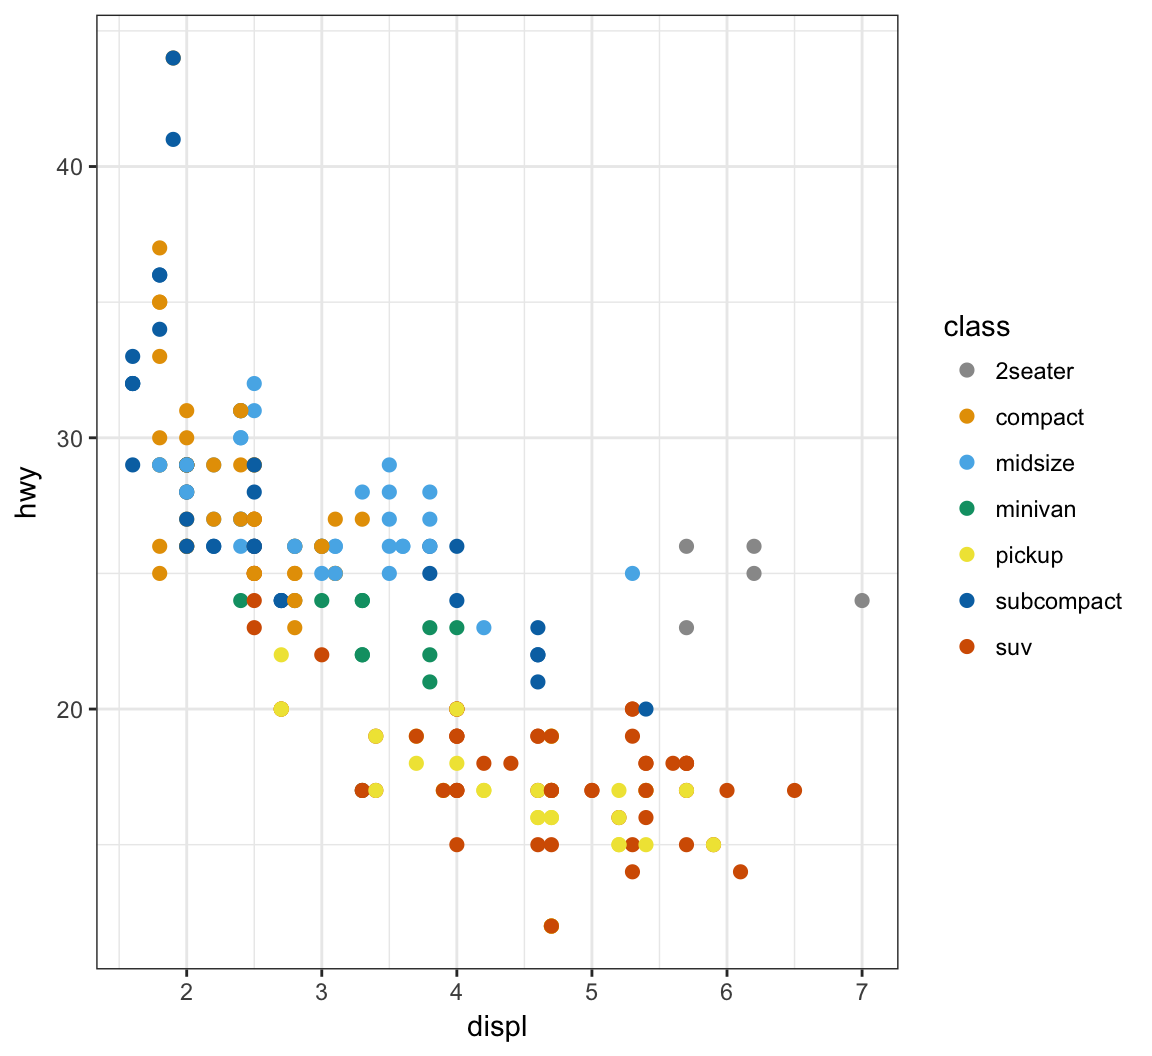 40
30
20
hwy
2 3 4 5 6 7
displ
class
2seater
compact
midsize
minivan
pickup
subcompact
suv